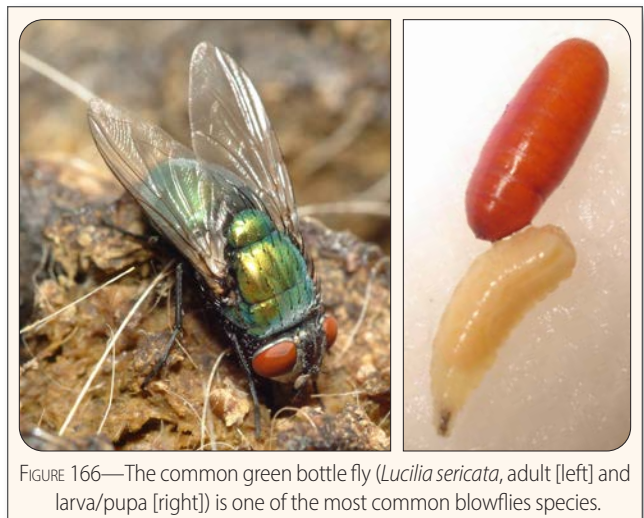 FIGURE 166—The common green bottle fly (Lucilia sericata, adult [left] and
larva/pupa [right]) is one of the most common blowflies species.